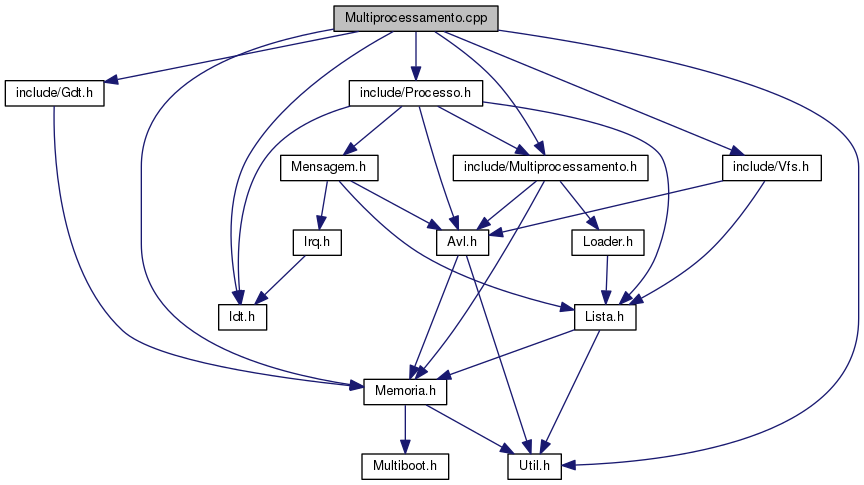 Multiprocessamento.cpp
include/Gdt.h
include/Processo.h
Mensagem.h
include/Multiprocessamento.h
include/Vfs.h
Irq.h
Avl.h
Loader.h
Idt.h
Lista.h
Memoria.h
Multiboot.h
Util.h